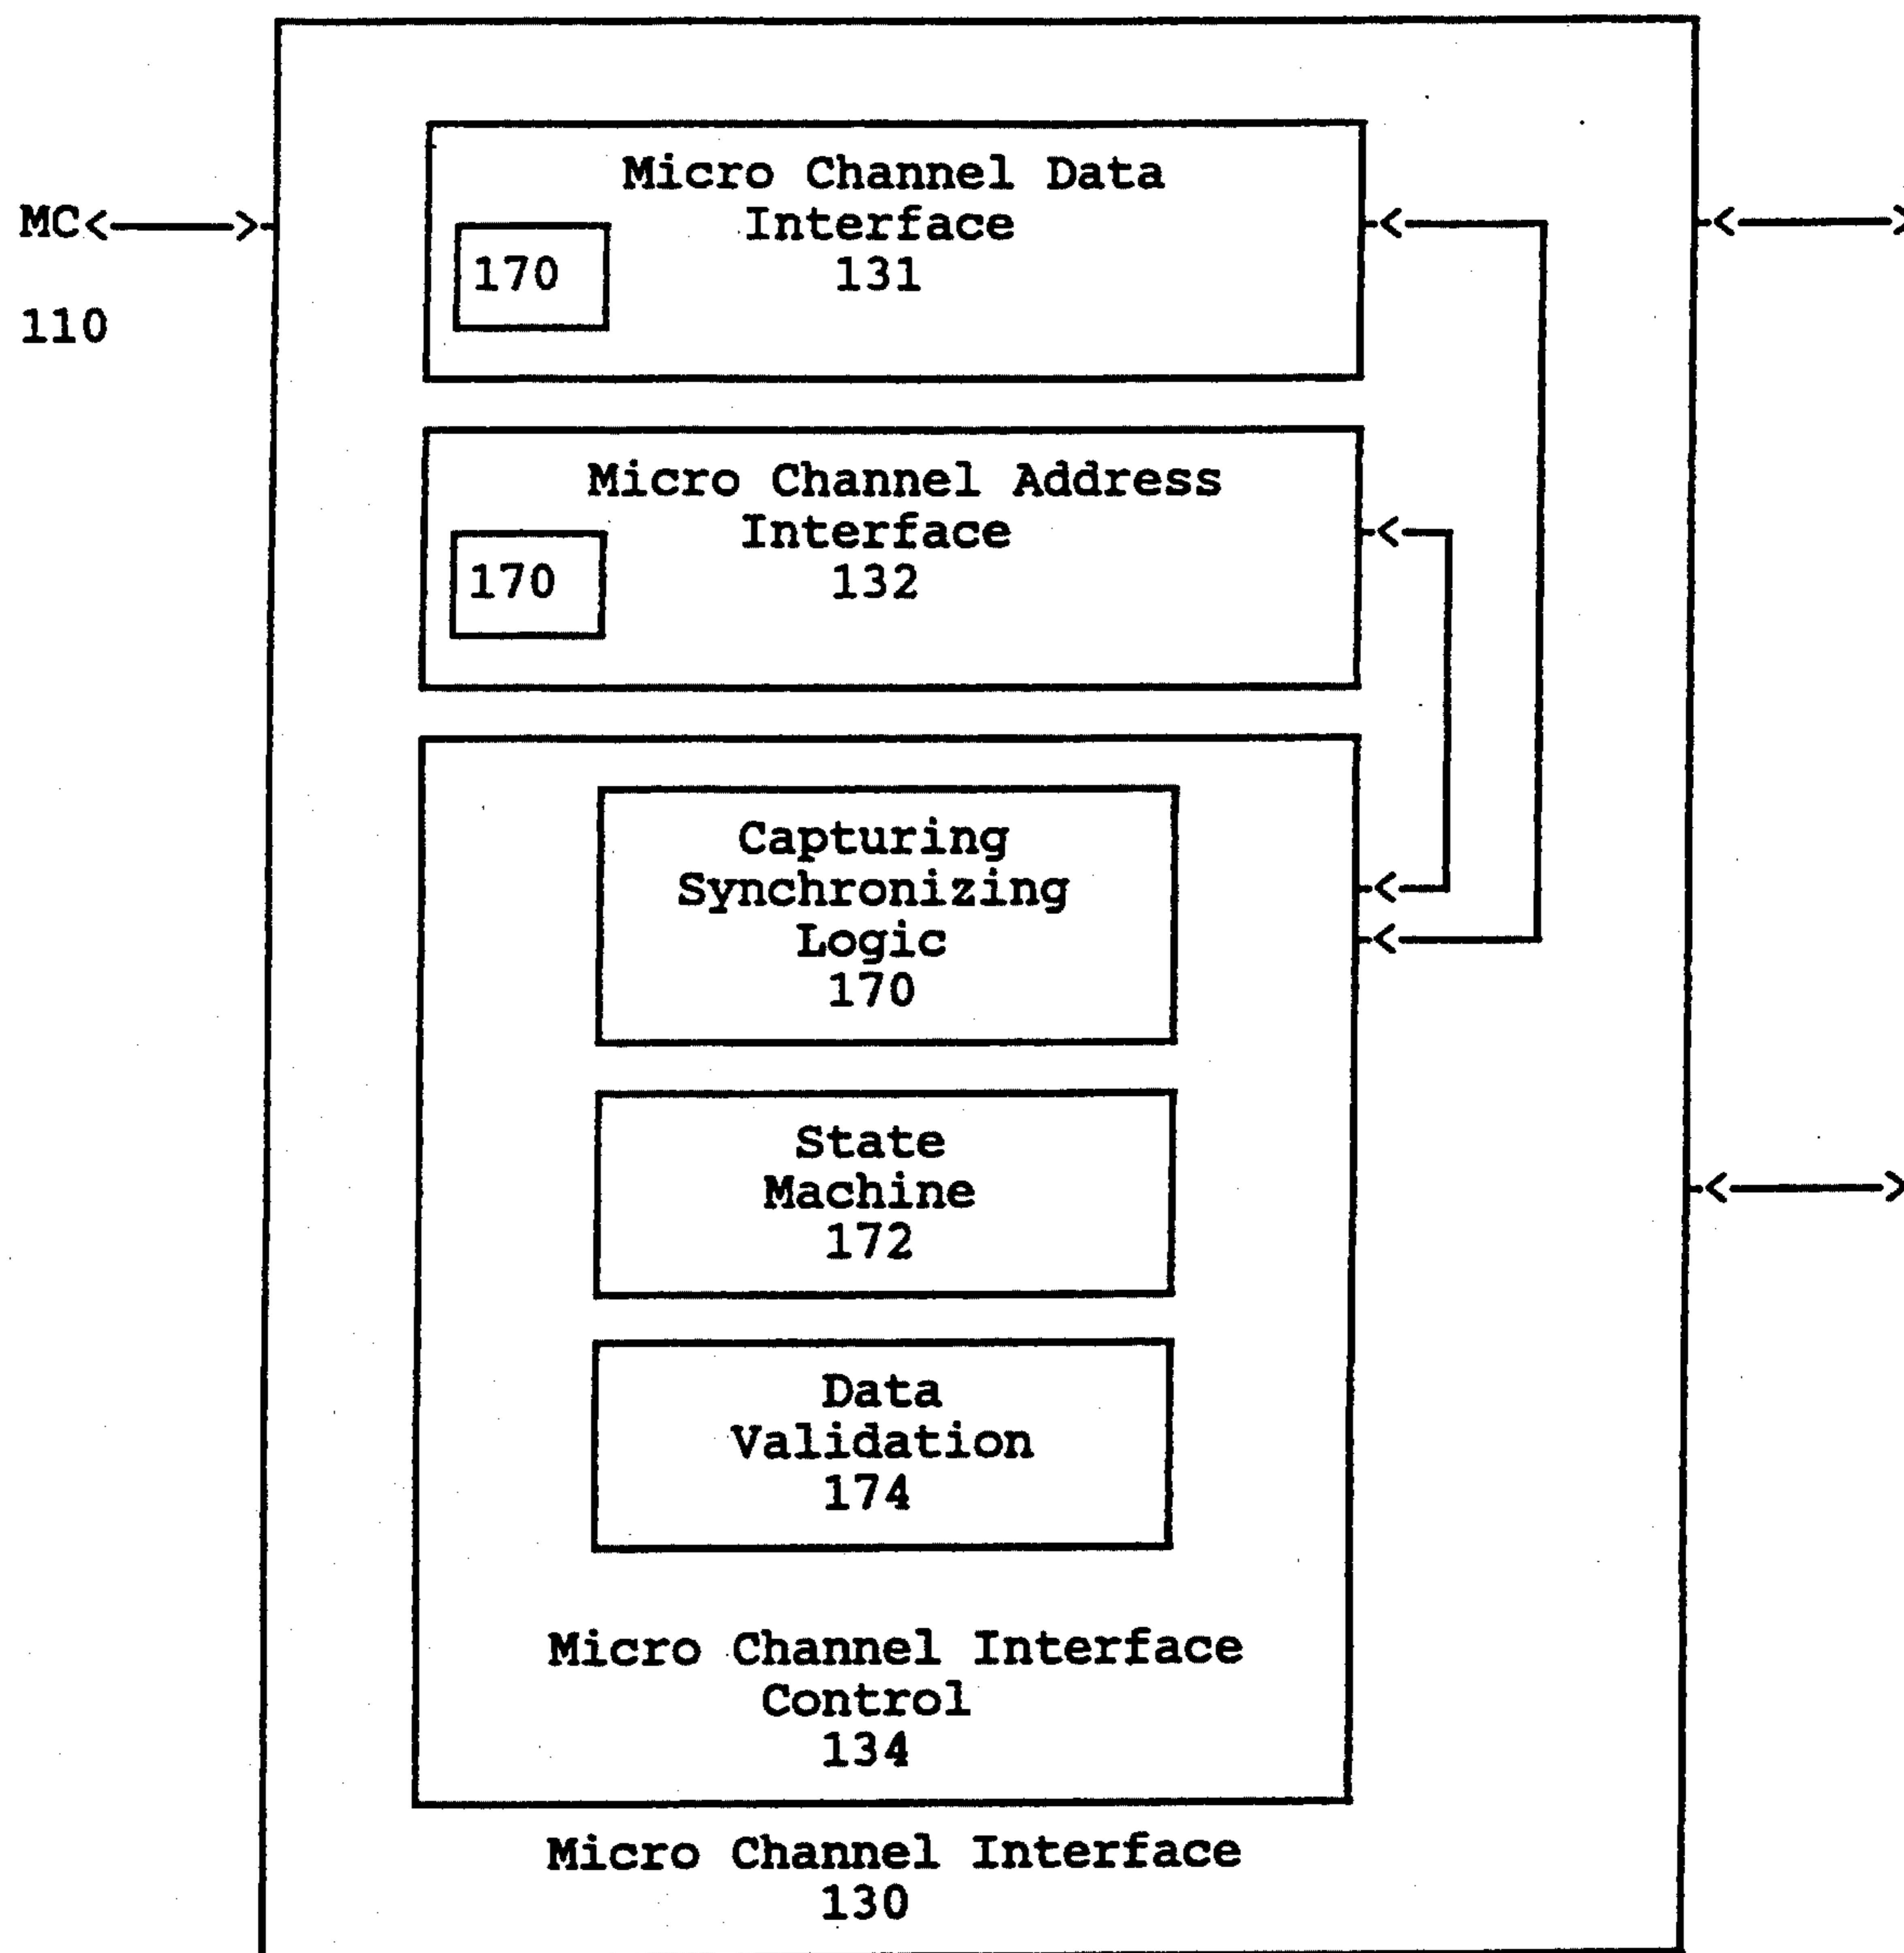 Micro Channel Data
Interface
131
170
MC
110
Micro Channel Address
Interface
132
170
Capturing
Synchronizing
Logic
170
State
Machine
172
Data
Validation
174
Micro Channel Interface
Control
134
Micro Channel Interface
130